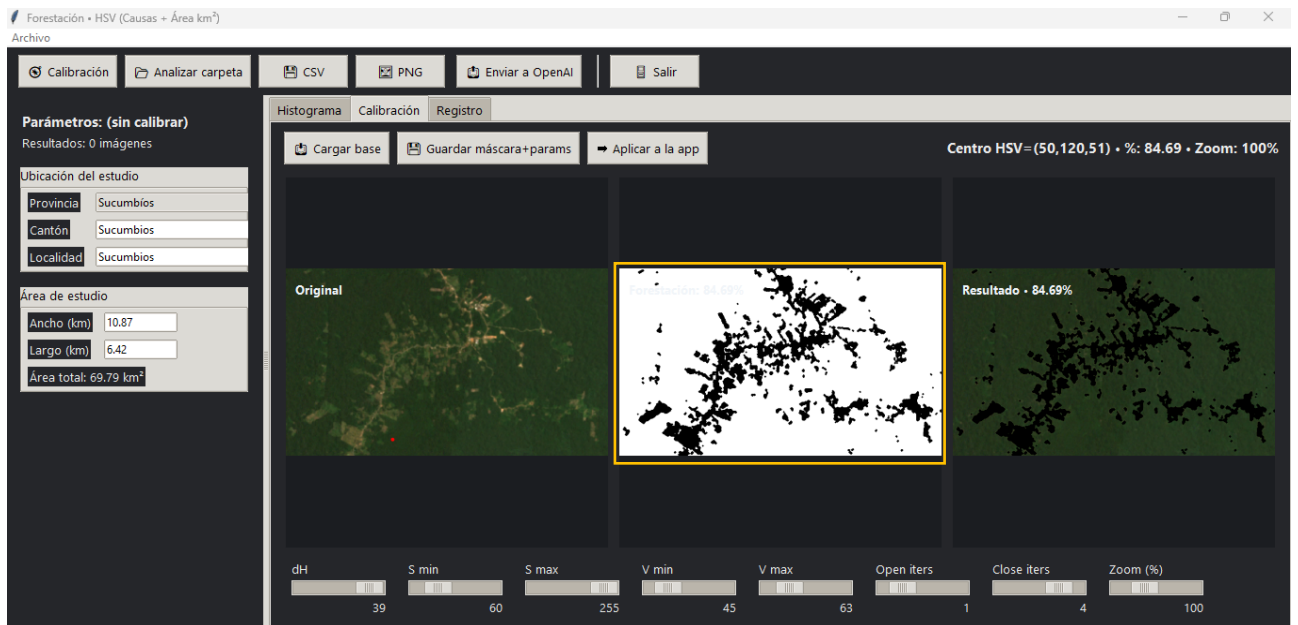 Forestación • HSV (Causas + Área km²)
Archivo
Calibración
Analizar carpeta
CSV
PNG
Enviar a OpenAI
Salir
Parámetros: (sin calibrar)
Resultados: 0 imágenes
Ubicación del estudio
Provincia Sucumbíos
Cantón Sucumbios
Localidad Sucumbios
Área de estudio
Ancho (km) 10.87
Largo (km) 6.42
Área total: 69.79 km²
Histograma Calibración Registro
Cargar base
Guardar máscara+params
Aplicar a la app
Centro HSV=(50,120,51) • %: 84.69 • Zoom: 100%
Original
Forestación: 84.69%
Resultado • 84.69%
dH S min S max V min V max Open iters Close iters Zoom (%)
39 60 255 45 63 1 4 100